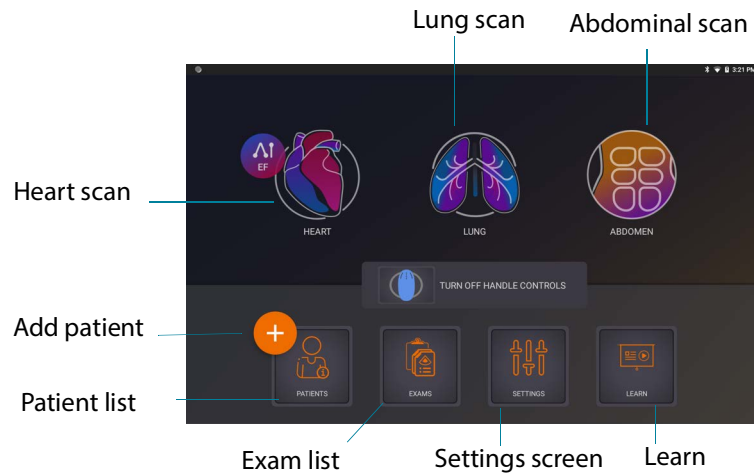 Lung scan
Abdominal scan
3:21 PM
Heart scan
EF
HEART
LUNG
ABDOMEN
TURN OFF HANDLE CONTROLS
Add patient
Patient list
PATIENTS
EXAMS
SETTINGS
LEARN
Exam list
Settings screen
Learn